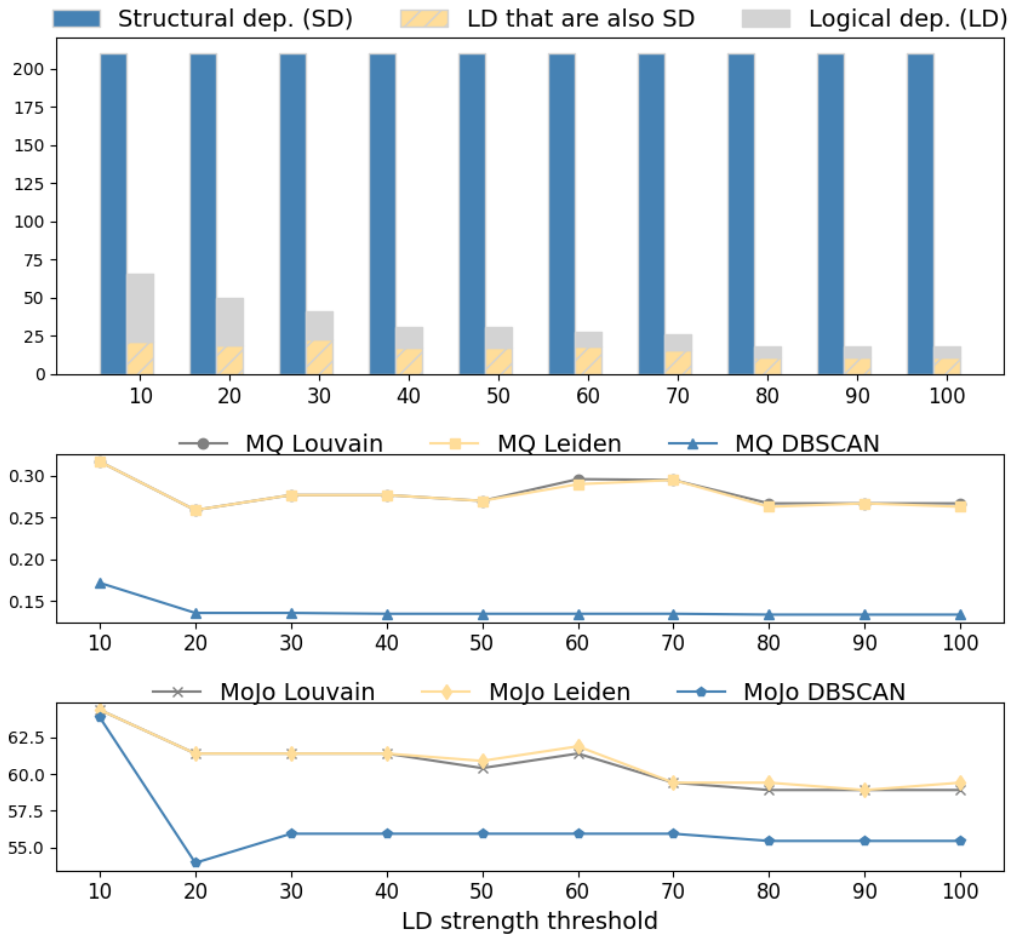 Structural dep. (SD) LD that are also SD Logical dep. (LD)
200
175
150
125
100
75
50
25
0
10 20 30 40 50 60 70 80 90 100
MQ Louvain MQ Leiden MQ DBSCAN
0.30
0.25
0.20
0.15
10 20 30 40 50 60 70 80 90 100
MoJo Louvain MoJo Leiden MoJo DBSCAN
62.5
60.0
57.5
55.0
10 20 30 40 50 60 70 80 90 100
LD strength threshold